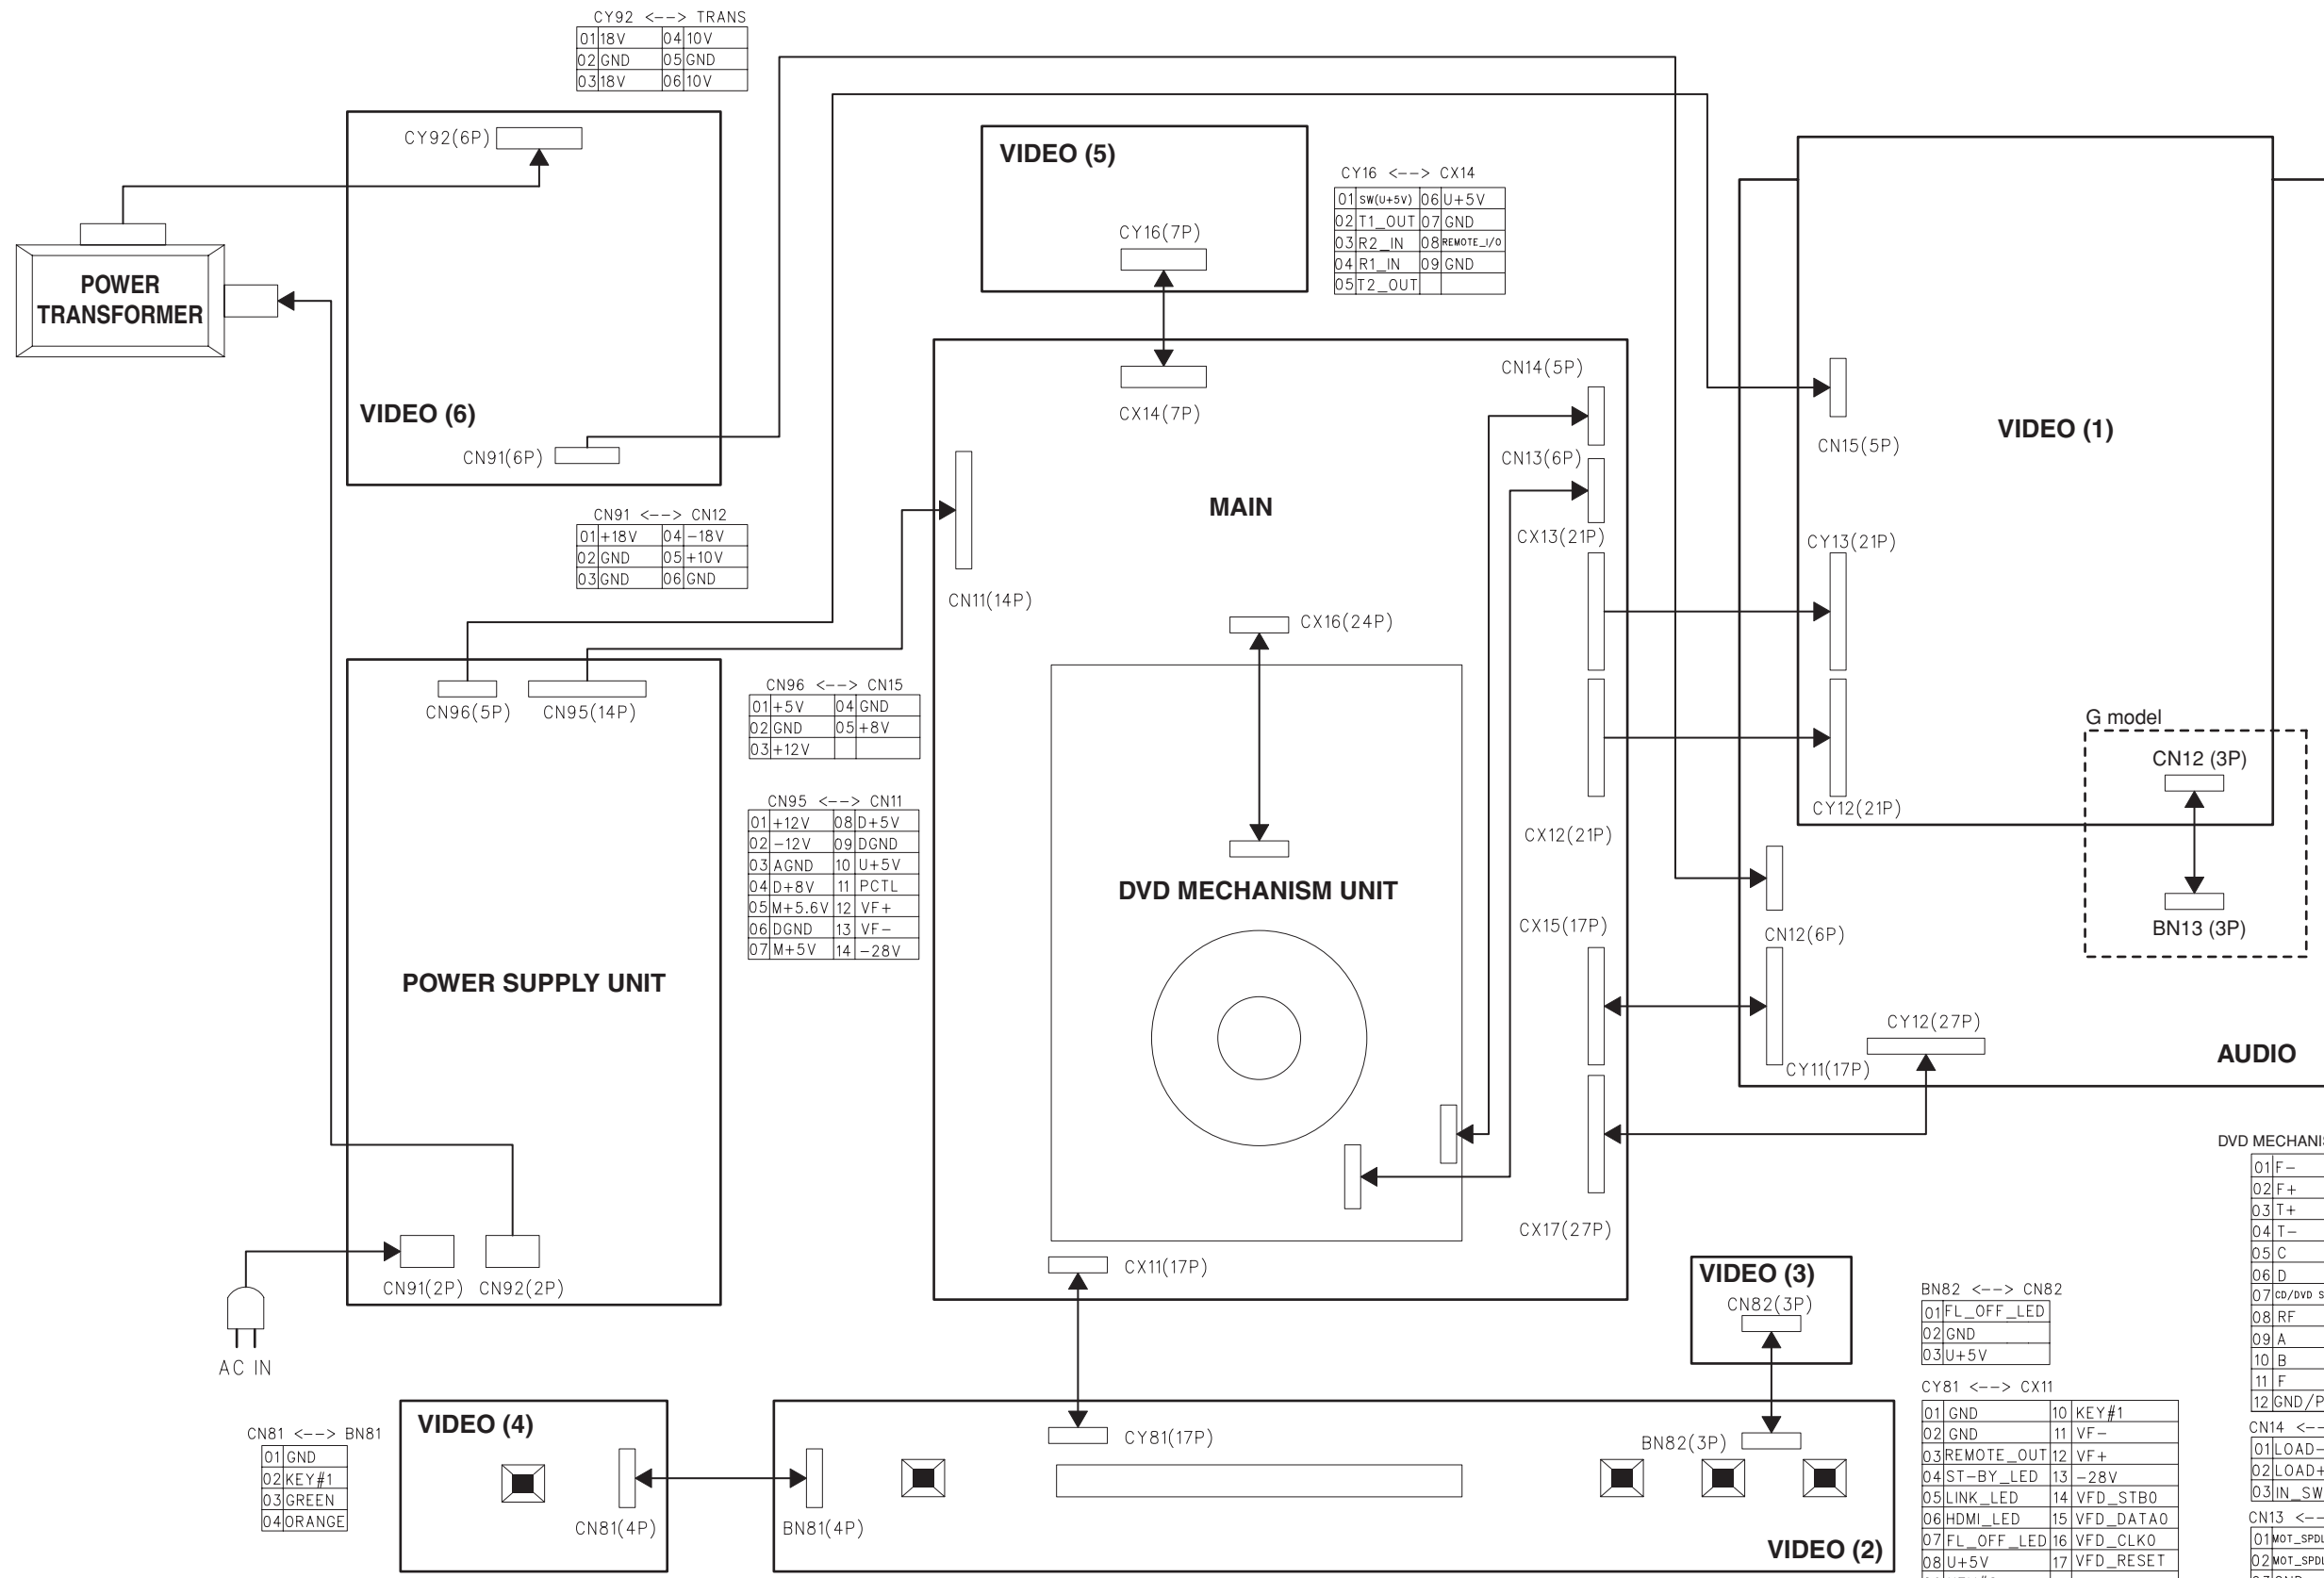 CY92 <--> TRANS
01 18V 04 10V
02 GND 05 GND
03 18V 06 10V
CY92(6P)
VIDEO (6)
CN91(6P)
POWER
TRANSFORMER
CN91 <--> CN12
01 +18V 04 -18V
02 GND 05 +10V
03 GND 06 GND
VIDEO (5)
CY16(7P)
CY16 <--> CX14
01 SW(U+5V) 06 U+5V
02 T1_OUT 07 GND
03 R2_IN 08 REMOTE_I/O
04 R1_IN 09 GND
05 T2_OUT
CX14(7P)
CN14(5P)
CN13(6P)
MAIN
CX13(21P)
CN11(14P)
CX16(24P)
CX12(21P)
DVD MECHANISM UNIT
CX15(17P)
CX17(27P)
CX11(17P)
VIDEO (1)
CN15(5P)
CY13(21P)
CY12(21P)
G model
CN12 (3P)
BN13 (3P)
CN12(6P)
CY12(27P)
CY11(17P)
AUDIO
CN96(5P) CN95(14P)
POWER SUPPLY UNIT
CN91(2P) CN92(2P)
AC IN
CN96 <--> CN15
01 +5V 04 GND
02 GND 05 +8V
03 +12V
CN95 <--> CN11
01 +12V 08 D+5V
02 -12V 09 DGND
03 AGND 10 U+5V
04 D+8V 11 PCTL
05 M+5.6V 12 VF+
06 DGND 13 VF-
07 M+5V 14 -28V
VIDEO (3)
CN82(3P)
BN82 <--> CN82
01 FL_OFF_LED
02 GND
03 U+5V
CN81 <--> BN81
01 GND
02 KEY#1
03 GREEN
04 ORANGE
VIDEO (4)
CN81(4P)
BN81(4P)
CY81(17P)
BN82(3P)
VIDEO (2)
CY81 <--> CX11
01 GND 10 KEY#1
02 GND 11 VF-
03 REMOTE_OUT 12 VF+
04 ST-BY_LED 13 -28V
05 LINK_LED 14 VFD_STB0
06 HDMI_LED 15 VFD_DATA0
07 FL_OFF_LED 16 VFD_CLK0
08 U+5V 17 VFD_RESET
DVD
01 F-
02 F+
03 T+
04 T-
05 C
06 D
07 CD/DVD
08 RF
09 A
10 B
11 F
12 GND/P
CN14 <--
01 LOAD-
02 LOAD+
03 IN_SW
CN13 <--
01
02